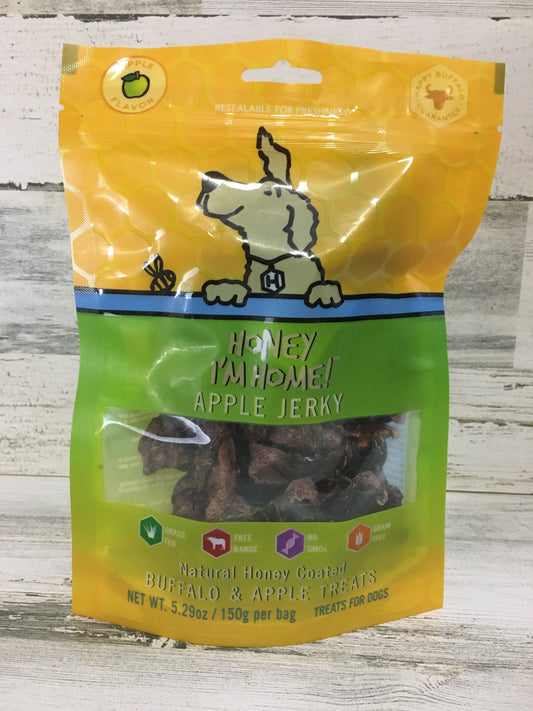 APPLE
FLAVOR
HAPPY BUFFALO
GUARANTEE
RESEALABLE FOR FRESHNESS
H
HONEY
I'M HOME!™
APPLE JERKY
GRASS
FED
FREE
RANGE
NO
GMOs
GRAIN
FREE
Natural Honey Coated
BUFFALO & APPLE TREATS
NET WT. 5.29oz / 150g per bag
TREATS FOR DOGS